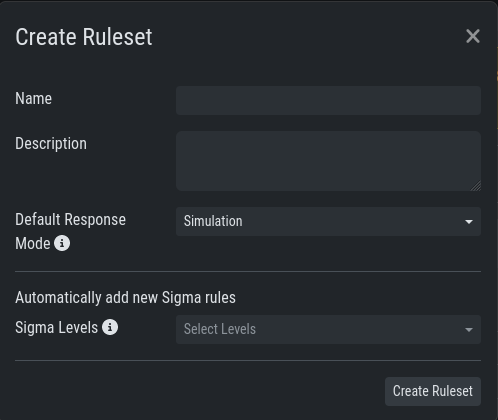 Create Ruleset
Name
Description
Default Response
Mode
Simulation
Automatically add new Sigma rules
Sigma Levels
Select Levels
Create Ruleset